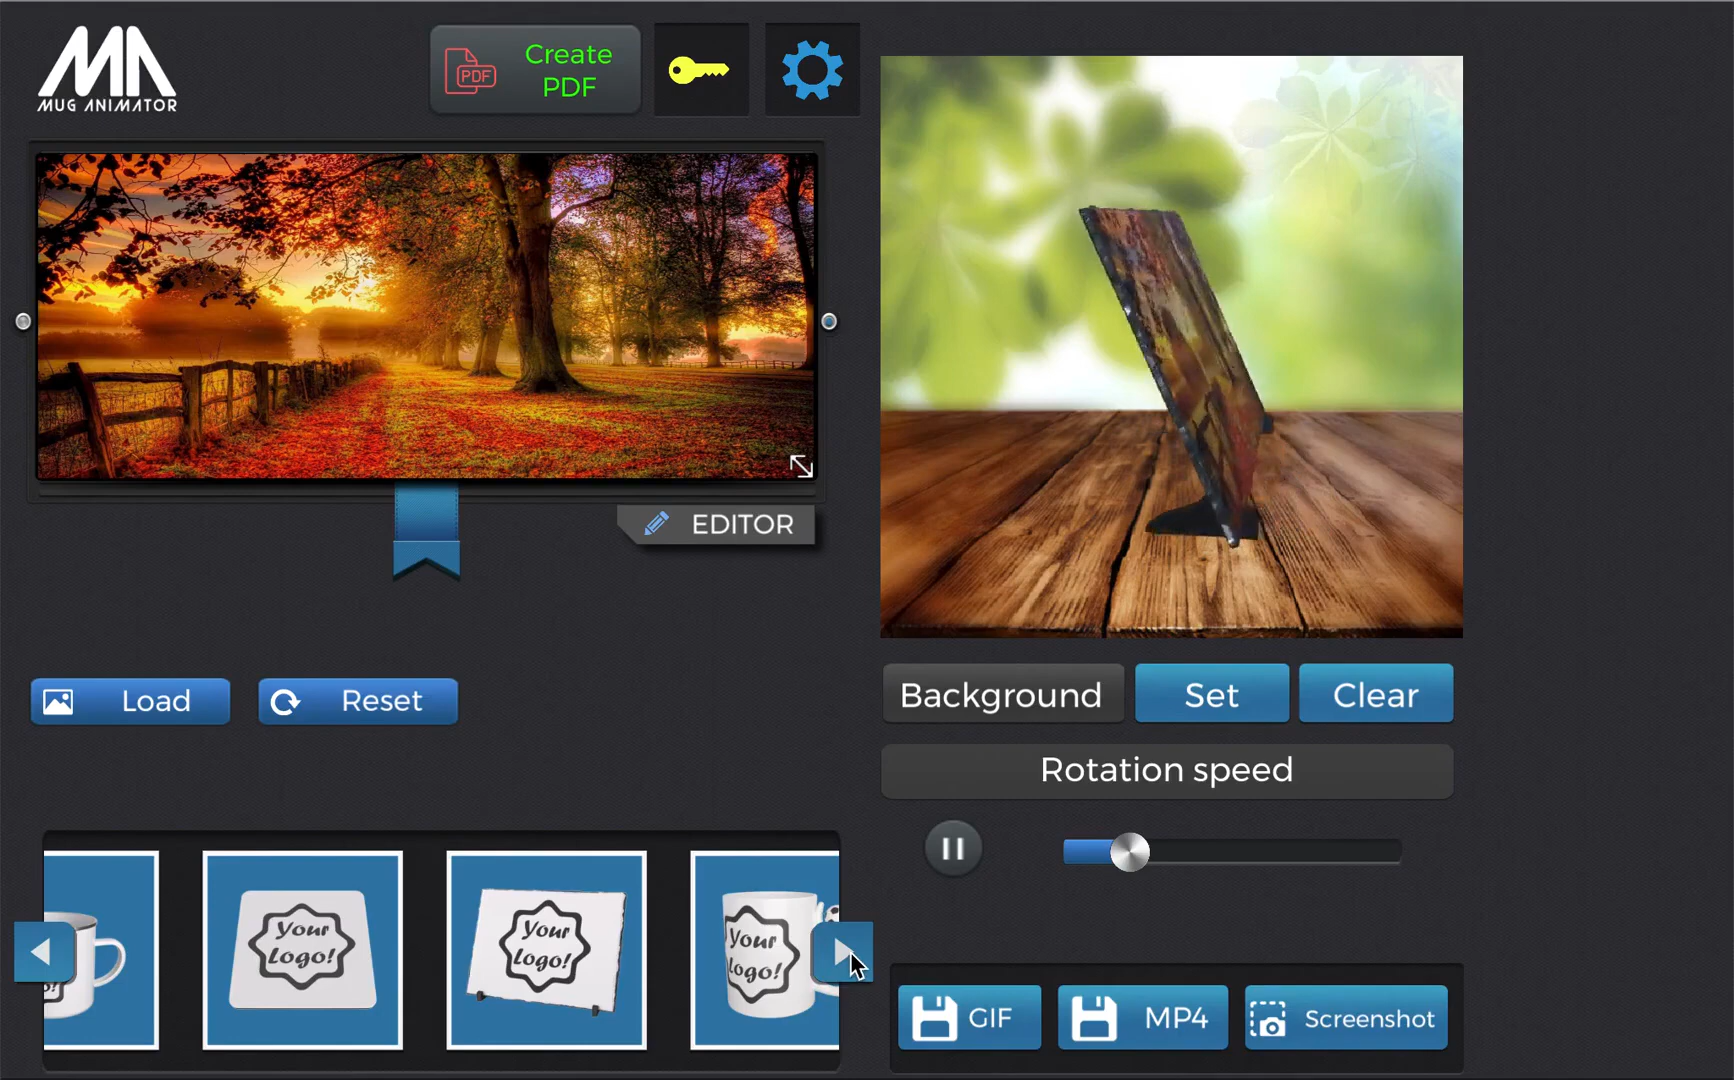 MUG ANIMATOR
PDF
Create
PDF
EDITOR
Load
Reset
Background
Set
Clear
Rotation speed
Your
Logo!
Your
Logo!
Your
logo!
GIF
MP4
Screenshot